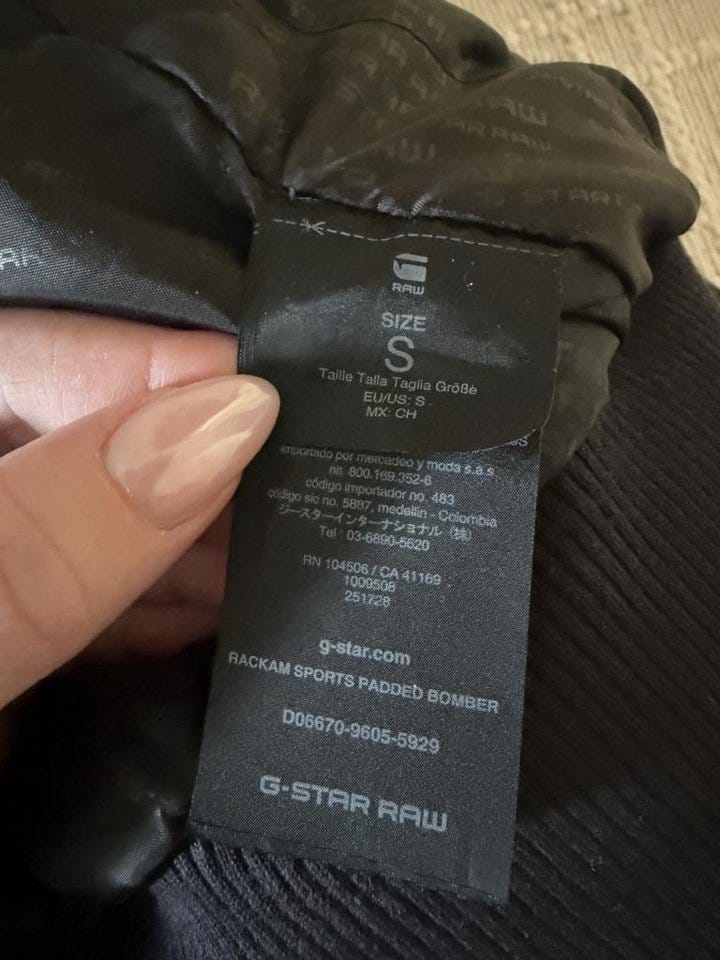 RAW
SIZE
S
Taille Talla Taglia Größe
EU/US: S
MX: CH
importado por mercadeo y moda s.a.s
nit. 800.169.352-6
código importador no. 483
código sic no. 5887, medellin - Colombia
ジースターインターナショナル（株）
Tel : 03-6890-5620
RN 104506 / CA 41169
1009508
251728
g-star.com
RACKAM SPORTS PADDED BOMBER
D06670-9605-5929
G-STAR RAW